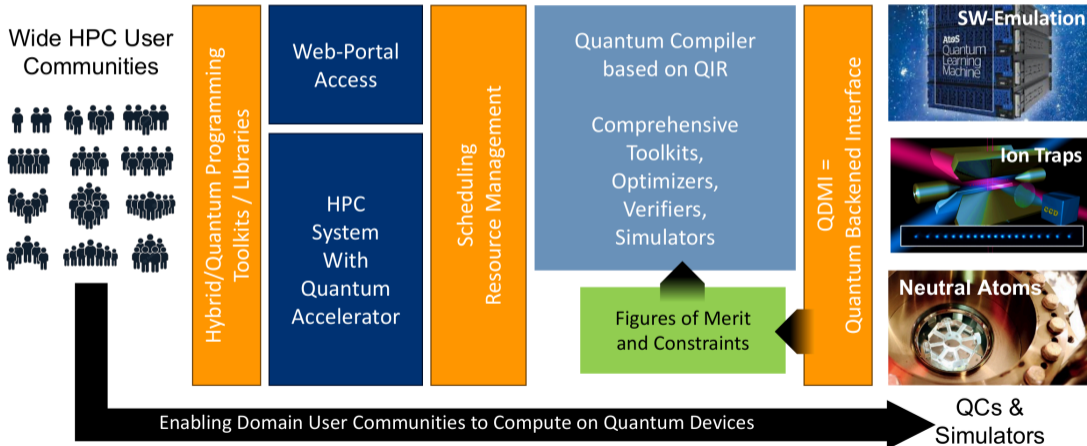 Wide HPC User
Communities
Hybrid/Quantum Programming
Toolkits / LIbraries
Web-Portal
Access
HPC
System
With
Quantum
Accelerator
Scheduling
Resource Management
Quantum Compiler
based on QIR
Comprehensive
Toolkits,
Optimizers,
Verifiers,
Simulators
Figures of Merit
and Constraints
QDMI =
Quantum Backened Interface
SW-Emulation
Atos
Quantum
Learning
Machine
Ion Traps
CCD
Neutral Atoms
Enabling Domain User Communities to Compute on Quantum Devices
QCs &
Simulators